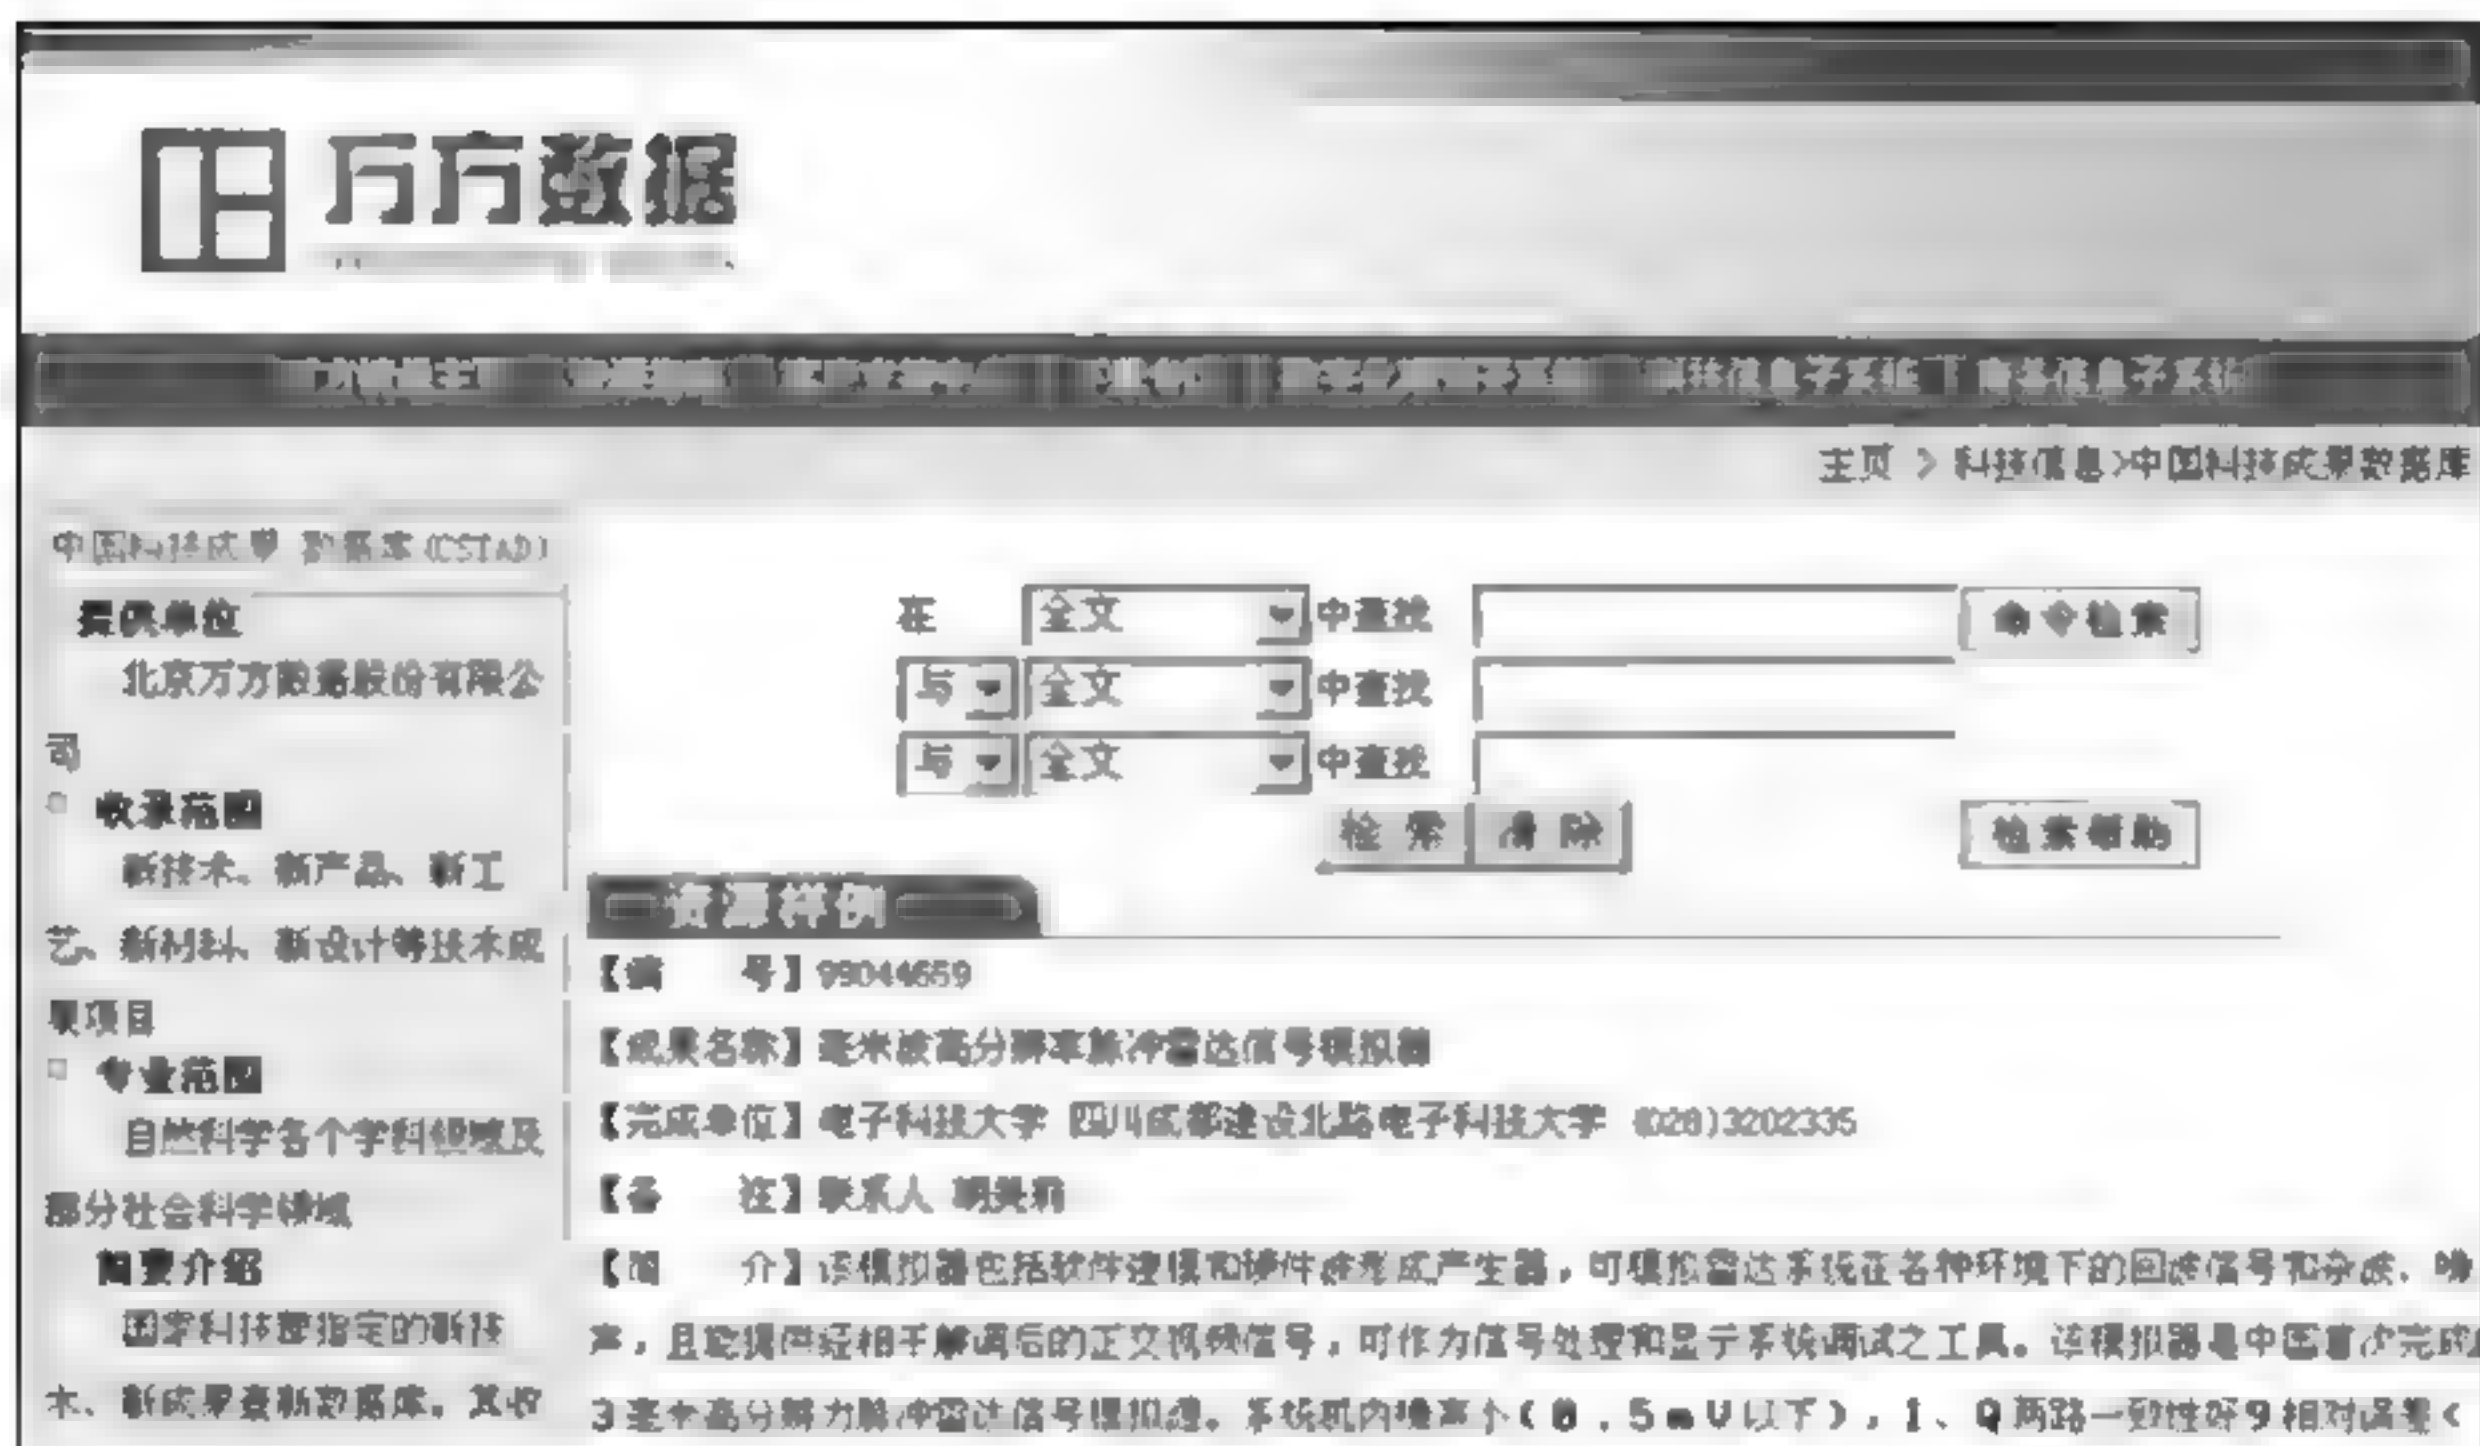 万方数据
科技信息子系统 商务信息子系统
主页 > 科技信息>中国科技成果数据库
中国科技成果 数据库(CSTAD)
提供单位
北京万方数据股份有限公
司
收录范围
新技术、新产品、新工
艺、新材料、新设计等技术成
果项目
专业范围
自然科学各个学科领域及
部分社会科学领域
简要介绍
国家科技部指定的新技
术、新成果查新数据库。其收
在 全文 中查找 命令检索
与 全文 中查找
与 全文 中查找
检 索 清 除 检索帮助
资源样例
【编 号】99044659
【成果名称】毫米波高分辨率脉冲雷达信号模拟器
【完成单位】电子科技大学 四川成都建设北路电子科技大学 (028)3202335
【备 注】联系人
【简 介】该模拟器包括软件建模和硬件波形成产生器，可模拟雷达系统在各种环境下的回波信号和杂波、噪
声，且能提供经相干解调后的正交视频信号，可作为信号处理和显示系统调试之工具。该模拟器是中国首次完成
3毫米高分辨力脉冲雷达信号模拟器。系统机内噪声小(0.5mV以下)，I、Q两路一致性好9相对误差<